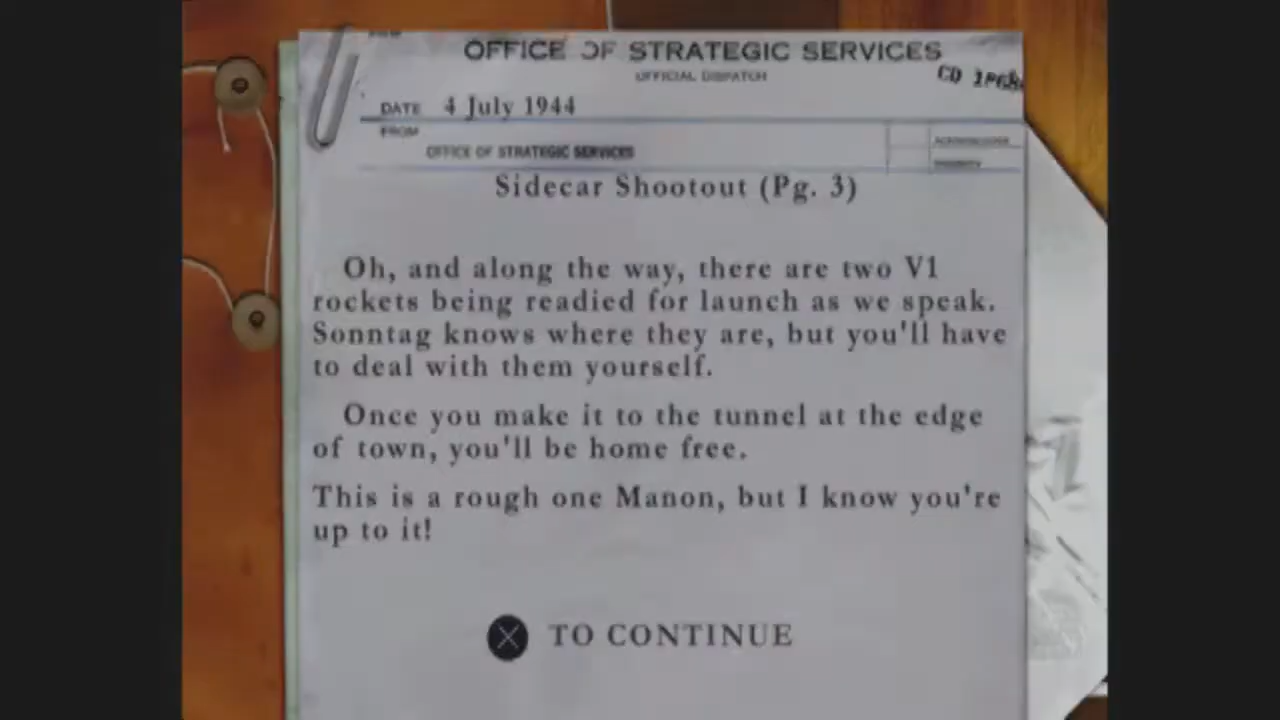 OFFICE OF STRATEGIC SERVICES
OFFICIAL DISPATCH
DATE 4 July 1944
FROM
OFFICE OF STRATEGIC SERVICES
Sidecar Shootout (Pg. 3)
Oh, and along the way, there are two V1
rockets being readied for launch as we speak.
Sonntag knows where they are, but you'll have
to deal with them yourself.
Once you make it to the tunnel at the edge
of town, you'll be home free.
This is a rough one Manon, but I know you're
up to it!
TO CONTINUE